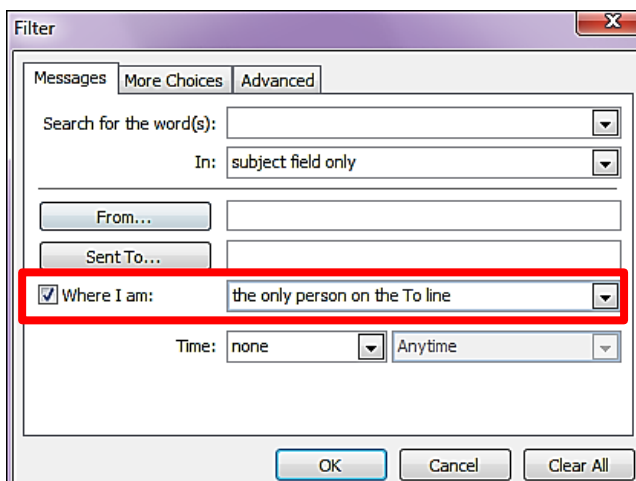 Filter
Messages More Choices Advanced
Search for the word(s):
In: subject field only
From...
Sent To...
Where I am: the only person on the To line
Time: none Anytime
OK Cancel Clear All